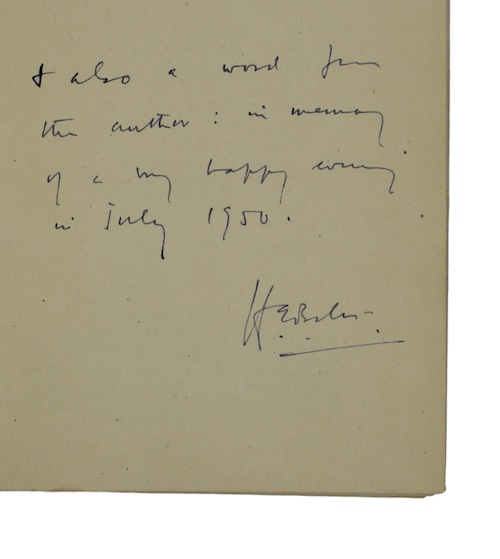 & also a word from
the author: in memory
of a very happy evening
in July 1950.